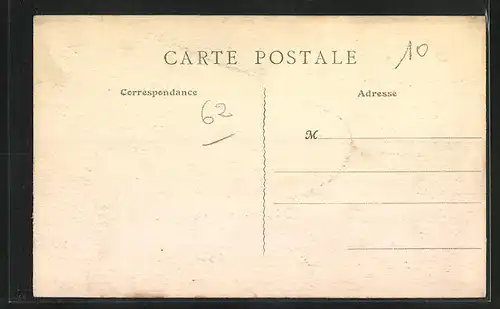 CARTE POSTALE
10
Correspondance
Adresse
62
M